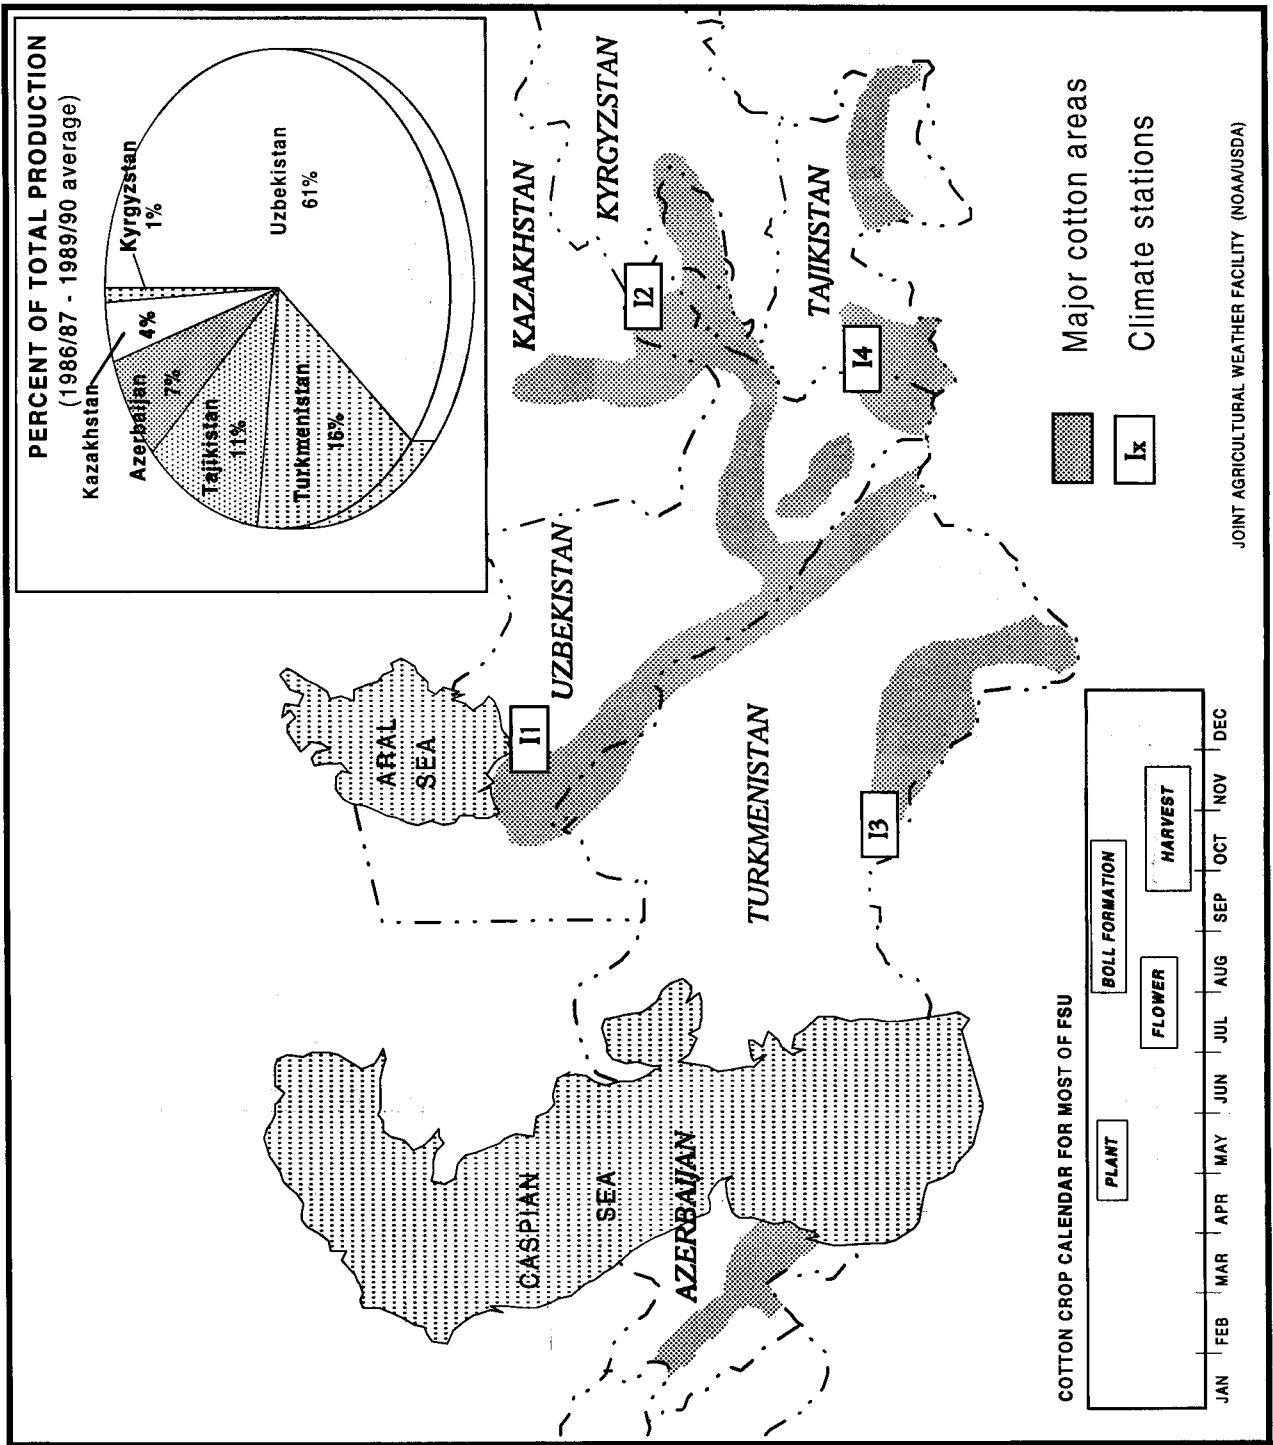 PERCENT OF TOTAL PRODUCTION
(1986/87 - 1989/90 average)
Kazakhstan
4%
Kyrgyzstan
1%
Azerbaijan
7%
Tajikistan
11%
Turkmentstan
16%
Uzbekistan
61%
ARAL
SEA
CASPIAN
SEA
KAZAKHSTAN
KYRGYZSTAN
UZBEKISTAN
TAJIKISTAN
TURKMENISTAN
AZERBAIJAN
I1
I2
I3
I4
Major cotton areas
Ix
Climate stations
COTTON CROP CALENDAR FOR MOST OF FSU
PLANT
BOLL FORMATION
FLOWER
HARVEST
JAN FEB MAR APR MAY JUN JUL AUG SEP OCT NOV DEC
JOINT AGRICULTURAL WEATHER FACILITY (NOAA/USDA)